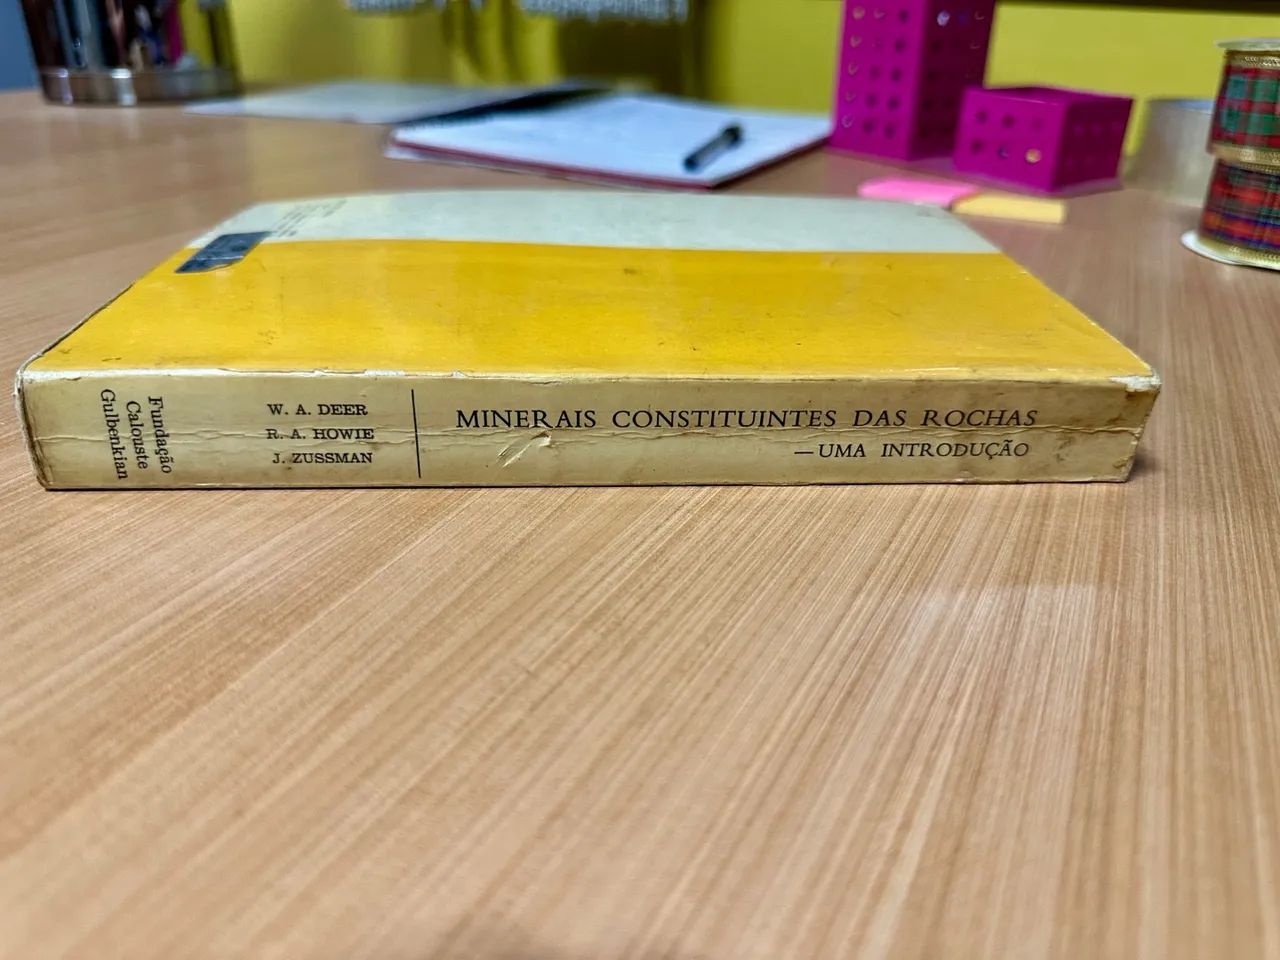 Fundação
Calouste
Gulbenkian
W. A. DEER
R. A. HOWIE
J. ZUSSMAN
MINERAIS CONSTITUINTES DAS ROCHAS
—UMA INTRODUÇÃO